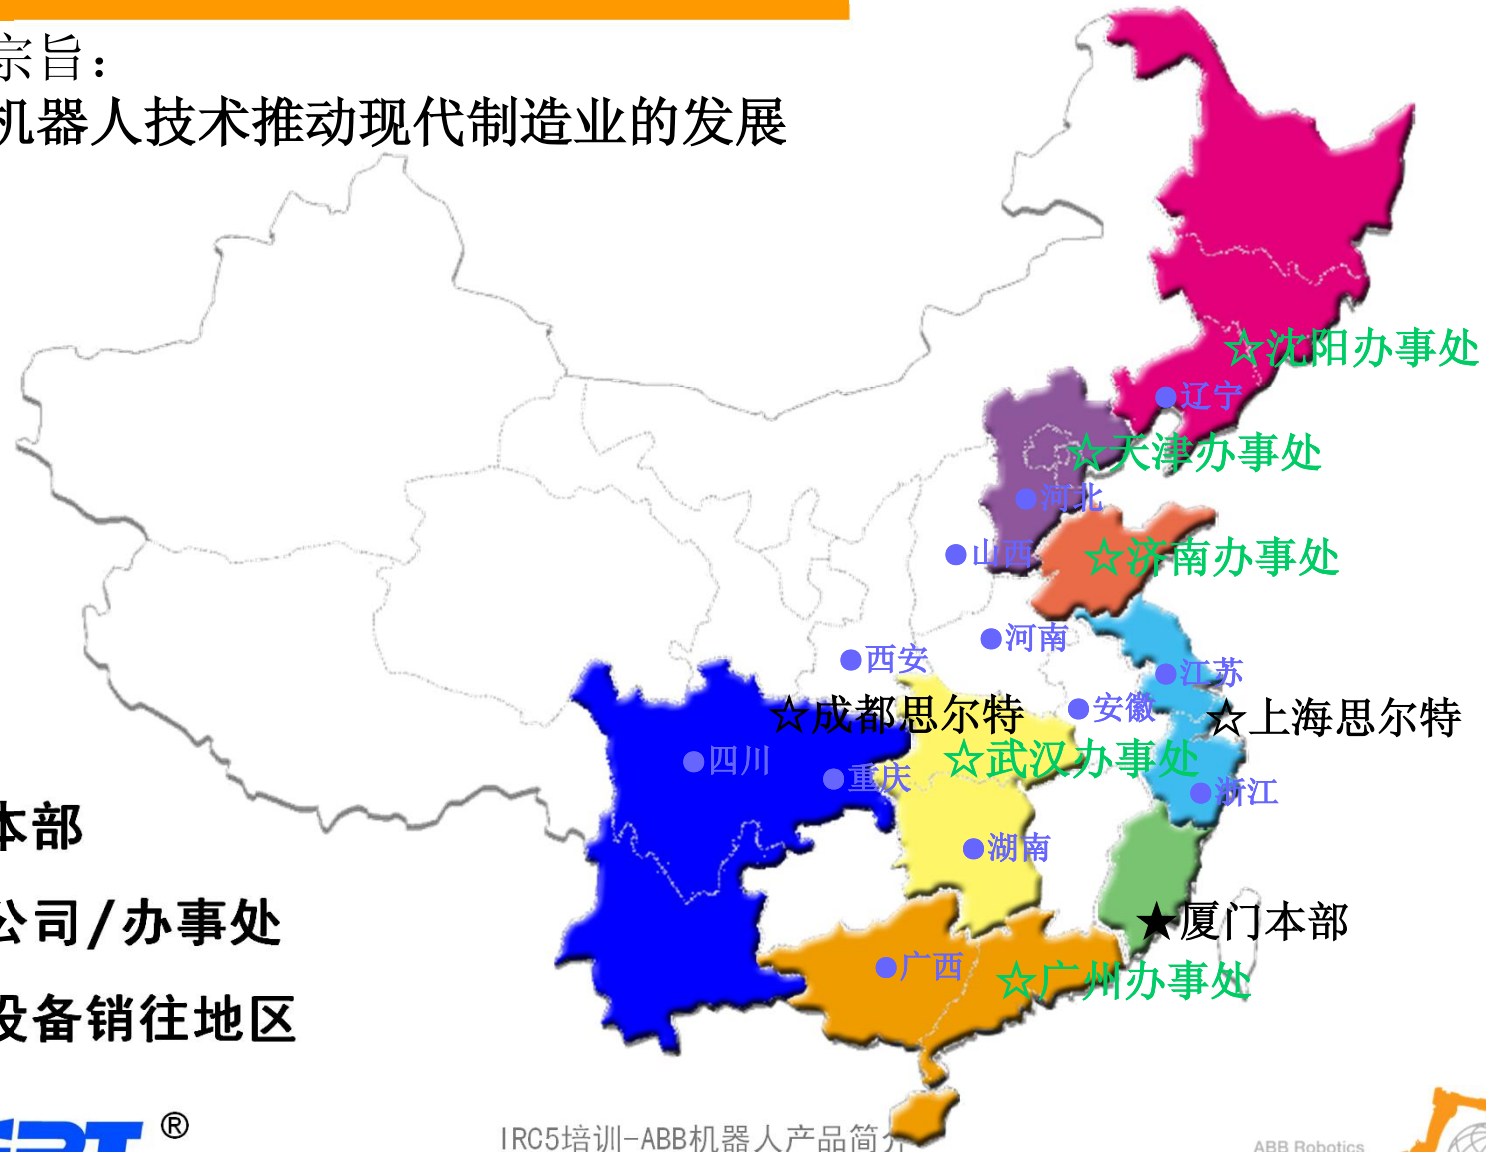 宗旨：
机器人技术推动现代制造业的发展
☆沈阳办事处
●辽宁
☆天津办事处
●河北
●山西
☆济南办事处
●河南
●西安
●江苏
●安徽
☆成都思尔特
☆上海思尔特
☆武汉办事处
●四川
●重庆
●浙江
●湖南
本部
★厦门本部
公司/办事处
●广西
☆广州办事处
设备销往地区
®
IRC5培训-ABB机器人产品简介
ABB Robotics